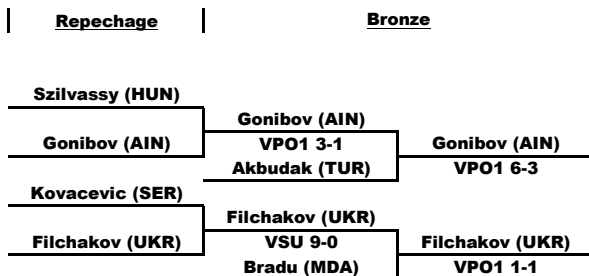 Repechage
Bronze
Szilvassy (HUN)
Gonibov (AIN)
Gonibov (AIN)
VPO1 3-1
Gonibov (AIN)
Akbudak (TUR)
VPO1 6-3
Kovacevic (SER)
Filchakov (UKR)
Filchakov (UKR)
VSU 9-0
Filchakov (UKR)
Bradu (MDA)
VPO1 1-1